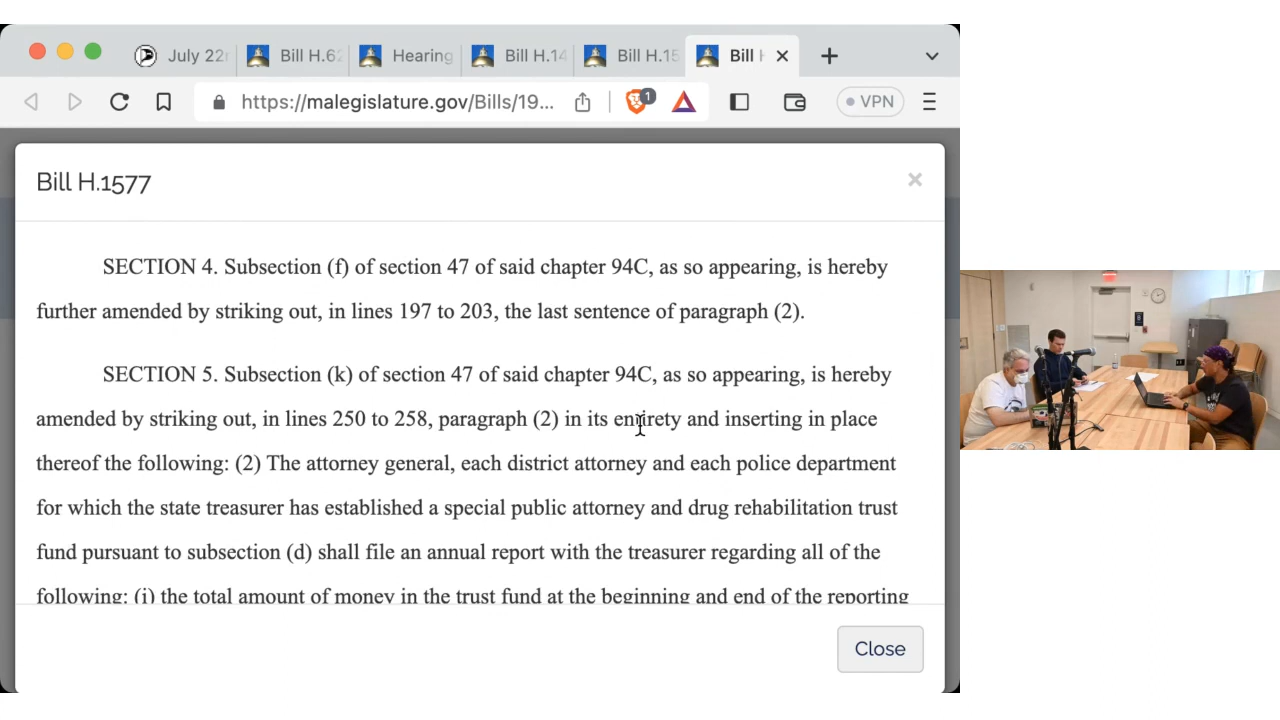 July 22n
Bill H.62
Hearing
Bill H.14
Bill H.15
Bill H
https://malegislature.gov/Bills/19...
1
VPN
Bill H.1577
SECTION 4. Subsection (f) of section 47 of said chapter 94C, as so appearing, is hereby
further amended by striking out, in lines 197 to 203, the last sentence of paragraph (2).
SECTION 5. Subsection (k) of section 47 of said chapter 94C, as so appearing, is hereby
amended by striking out, in lines 250 to 258, paragraph (2) in its entirety and inserting in place
thereof the following: (2) The attorney general, each district attorney and each police department
for which the state treasurer has established a special public attorney and drug rehabilitation trust
fund pursuant to subsection (d) shall file an annual report with the treasurer regarding all of the
following: (i) the total amount of money in the trust fund at the beginning and end of the reporting
Close